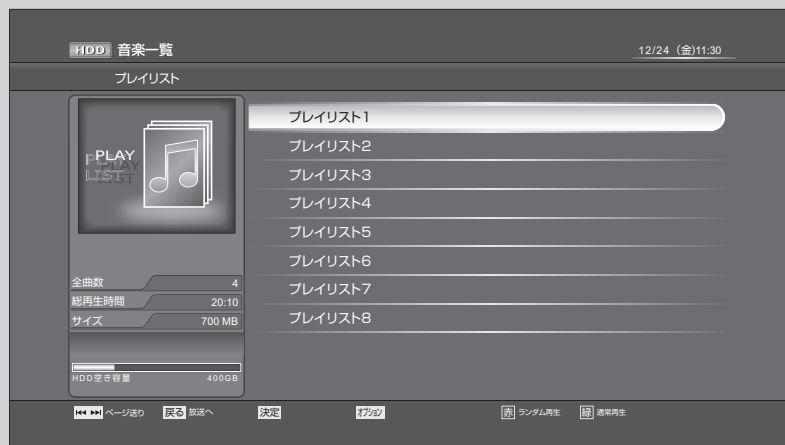 HDD 音楽一覧 12/24 (金)11:30
プレイリスト
PLAY LIST
プレイリスト1
プレイリスト2
プレイリスト3
プレイリスト4
プレイリスト5
プレイリスト6
プレイリスト7
プレイリスト8
全曲数 4
総再生時間 20:10
サイズ 700 MB
HDD空き容量 400GB
ページ送り 戻る 放送へ 決定 オプション 赤 ランダム再生 緑 通常再生